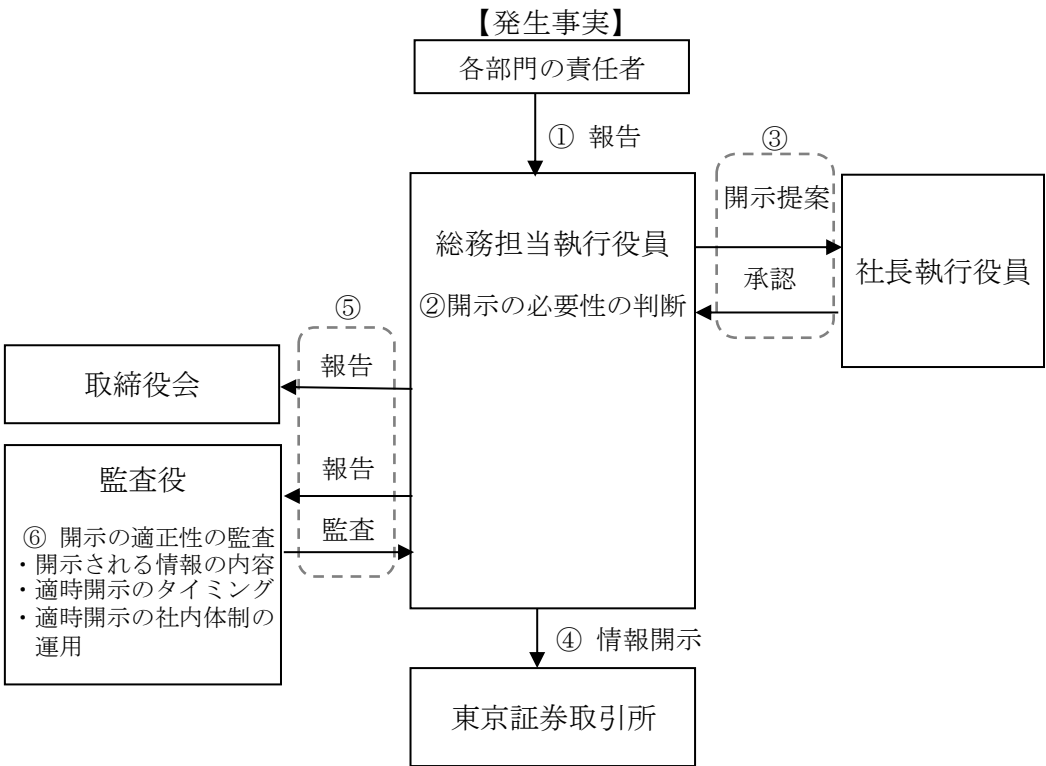 【発生事実】
各部門の責任者
① 報告
③
開示提案
総務担当執行役員
社長執行役員
承認
②開示の必要性の判断
⑤
報告
取締役会
報告
監査役
監査
⑥ 開示の適正性の監査
・開示される情報の内容
・適時開示のタイミング
・適時開示の社内体制の
運用
④ 情報開示
東京証券取引所